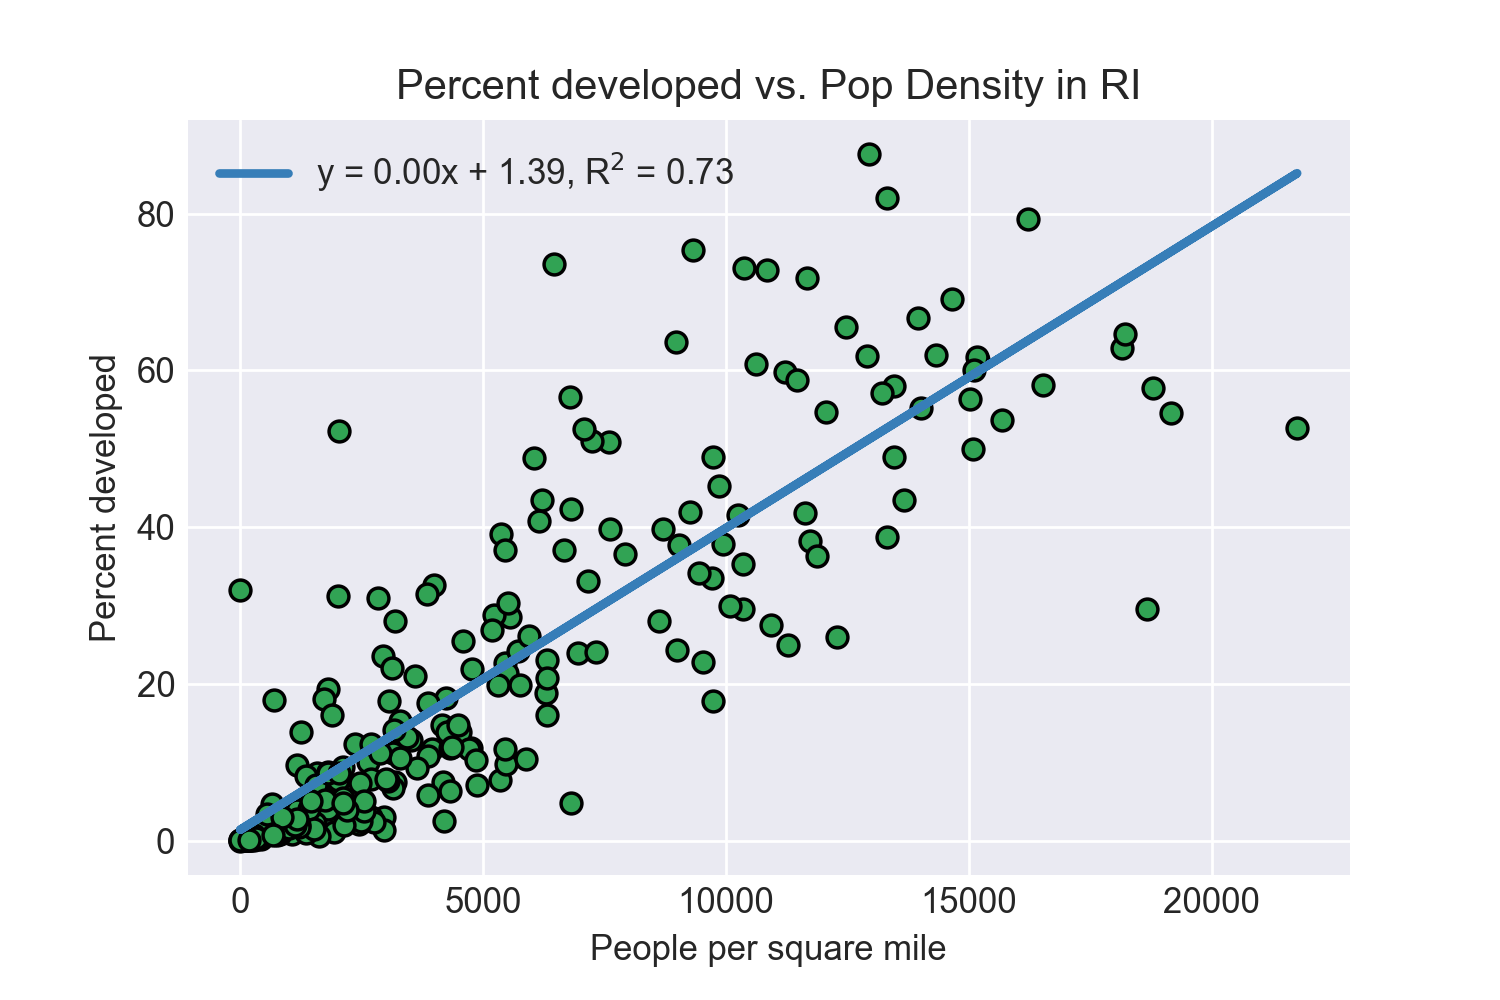 Percent developed vs. Pop Density in RI
y = 0.00x + 1.39, R² = 0.73
Percent developed
80
60
40
20
0
0 5000 10000 15000 20000
People per square mile